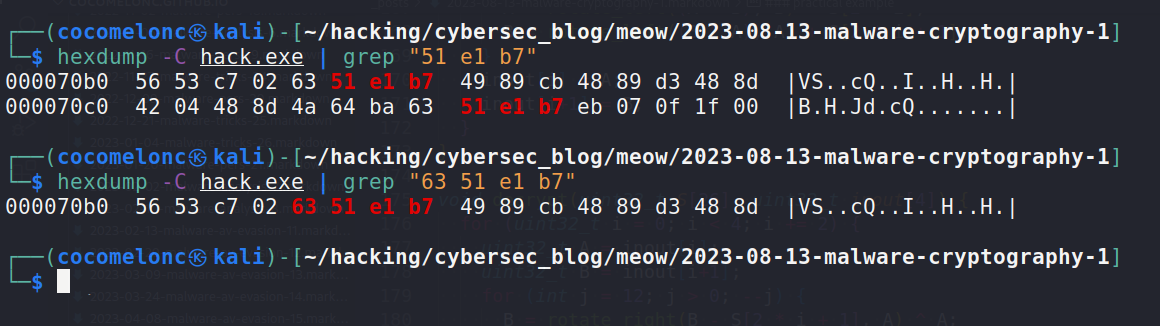 COCOMELONC.GITHUB.IO
┌──(cocomelonc㉿kali)-[~/hacking/cybersec_blog/meow/2023-08-13-malware-cryptography-1]
└─$ hexdump -C hack.exe | grep "51 e1 b7"
000070b0  56 53 c7 02 63 51 e1 b7  49 89 cb 48 89 d3 48 8d  |VS..cQ..I..H..H.|
000070c0  42 04 48 8d 4a 64 ba 63  51 e1 b7 eb 07 0f 1f 00  |B.H.Jd.cQ.......|
┌──(cocomelonc㉿kali)-[~/hacking/cybersec_blog/meow/2023-08-13-malware-cryptography-1]
└─$ hexdump -C hack.exe | grep "63 51 e1 b7"
000070b0  56 53 c7 02 63 51 e1 b7  49 89 cb 48 89 d3 48 8d  |VS..cQ..I..H..H.|
┌──(cocomelonc㉿kali)-[~/hacking/cybersec_blog/meow/2023-08-13-malware-cryptography-1]
└─$